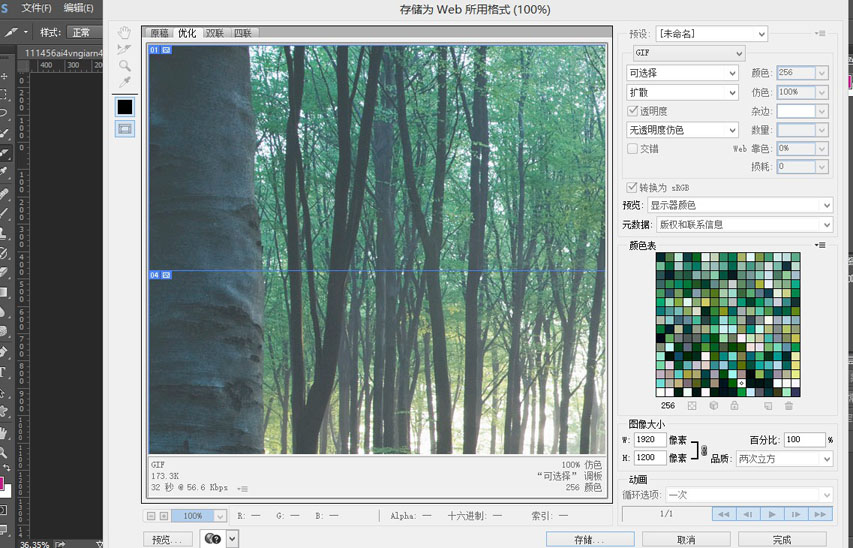 S 文件(F) 编辑(E)
存储为 Web 所用格式 (100%)
样式: 正常
111456ai4vngiarn4
400 300 200
原稿 优化 双联 四联
01
04
预设: [未命名]
GIF
可选择 颜色: 256
扩散 仿色: 100%
透明度 杂边:
无透明度仿色 数量:
交错 Web 靠色: 0%
损耗: 0
转换为 sRGB
预览: 显示器颜色
元数据: 版权和联系信息
颜色表
256
图像大小
W: 1920 像素 百分比: 100 %
H: 1200 像素 品质: 两次立方
动画
循环选项: 一次
1/1
GIF 100% 仿色
173.3K “可选择” 调板
32 秒 @ 56.6 Kbps 256 颜色
100% R: — G: — B: — Alpha: — 十六进制: — 索引: —
预览... 存储... 取消 完成
36.35%